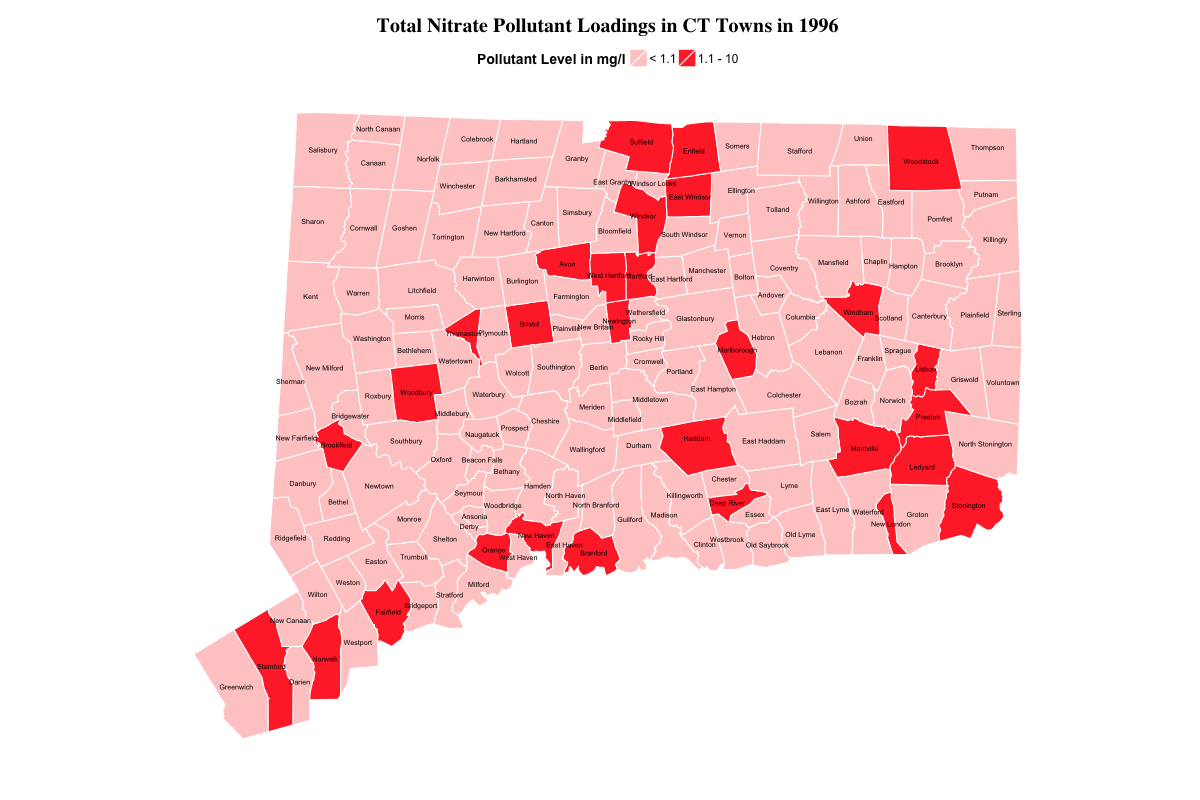 Total Nitrate Pollutant Loadings in CT Towns in 1996
Pollutant Level in mg/l < 1.1 1.1 - 10
North Canaan
Colebrook
Hartland
Salisbury
Canaan
Norfolk
Granby
Suffield
Enfield
Somers
Stafford
Union
Woodstock
Thompson
Winchester
Barkhamsted
East Granby
Windsor Locks
East Windsor
Ellington
Tolland
Willington
Ashford
Eastford
Putnam
Sharon
Cornwall
Goshen
Torrington
New Hartford
Canton
Simsbury
Bloomfield
Windsor
South Windsor
Vernon
Pomfret
Killingly
Kent
Warren
Litchfield
Harwinton
Burlington
Avon
West Hartford
Hartford
East Hartford
Manchester
Bolton
Coventry
Mansfield
Chaplin
Hampton
Brooklyn
Farmington
Andover
Morris
Washington
Bethlehem
Thomaston
Plymouth
Bristol
Plainville
New Britain
Newington
Wethersfield
Rocky Hill
Glastonbury
Hebron
Columbia
Windham
Scotland
Canterbury
Plainfield
Sterling
New Milford
Watertown
Wolcott
Southington
Berlin
Cromwell
Portland
Marlborough
Lebanon
Franklin
Sprague
Lisbon
Griswold
Voluntown
Sherman
Roxbury
Woodbury
Waterbury
Middlebury
Meriden
Middletown
Middlefield
East Hampton
Colchester
Bozrah
Norwich
Preston
Bridgewater
New Fairfield
Brookfield
Southbury
Naugatuck
Prospect
Cheshire
Wallingford
Durham
Haddam
East Haddam
Salem
Montville
Ledyard
North Stonington
Danbury
Bethel
Newtown
Oxford
Beacon Falls
Bethany
Seymour
Woodbridge
Hamden
North Haven
North Branford
Guilford
Madison
Killingworth
Chester
Deep River
Essex
Lyme
East Lyme
Waterford
New London
Groton
Stonington
Ridgefield
Redding
Monroe
Ansonia
Derby
Shelton
Orange
New Haven
East Haven
West Haven
Branford
Clinton
Westbrook
Old Saybrook
Old Lyme
Easton
Trumbull
Weston
Wilton
Milford
Stratford
Bridgeport
Fairfield
New Canaan
Westport
Norwalk
Stamford
Darien
Greenwich